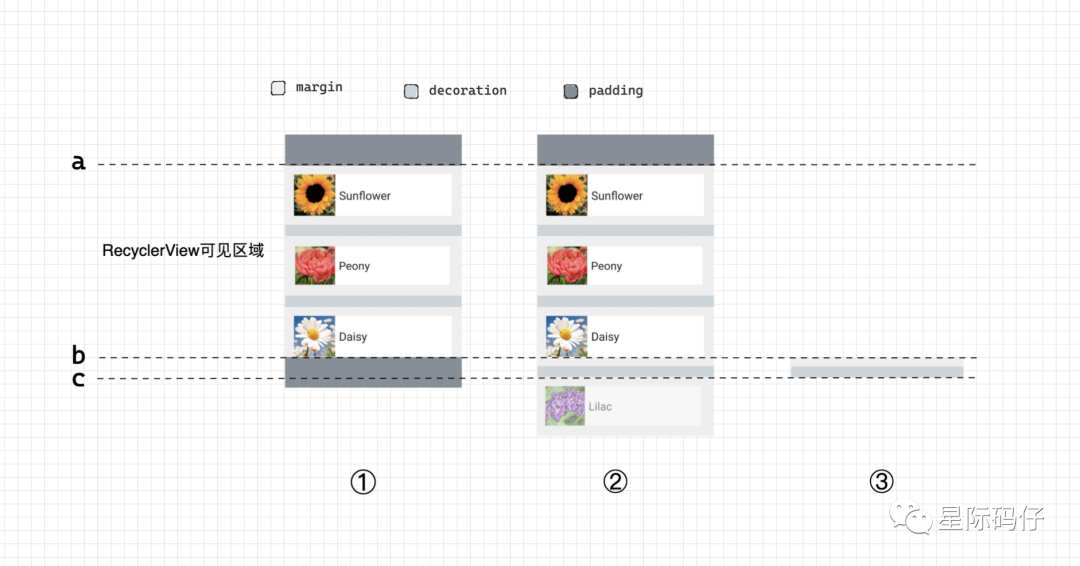 margin
decoration
padding
a
Sunflower
Sunflower
RecyclerView可见区域
Peony
Peony
Daisy
Daisy
b
c
Lilac
①
②
③
星际码仔